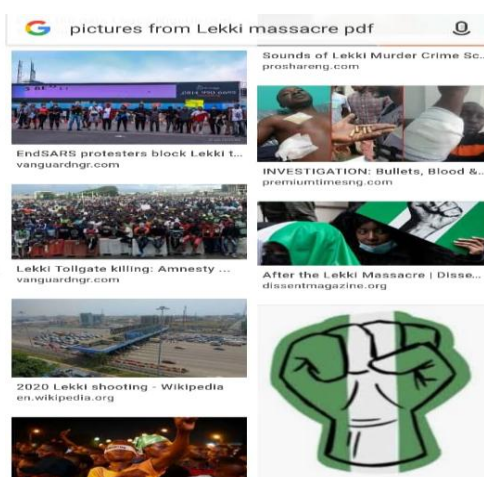 pictures from Lekki massacre pdf
EndSARS protesters block Lekki t...
vanguardngr.com
Lekki Tollgate killing: Amnesty ...
vanguardngr.com
2020 Lekki shooting - Wikipedia
en.wikipedia.org
Sounds of Lekki Murder Crime Sc...
proshareng.com
INVESTIGATION: Bullets, Blood &...
premiumtimesng.com
After the Lekki Massacre | Disse...
dissentmagazine.org